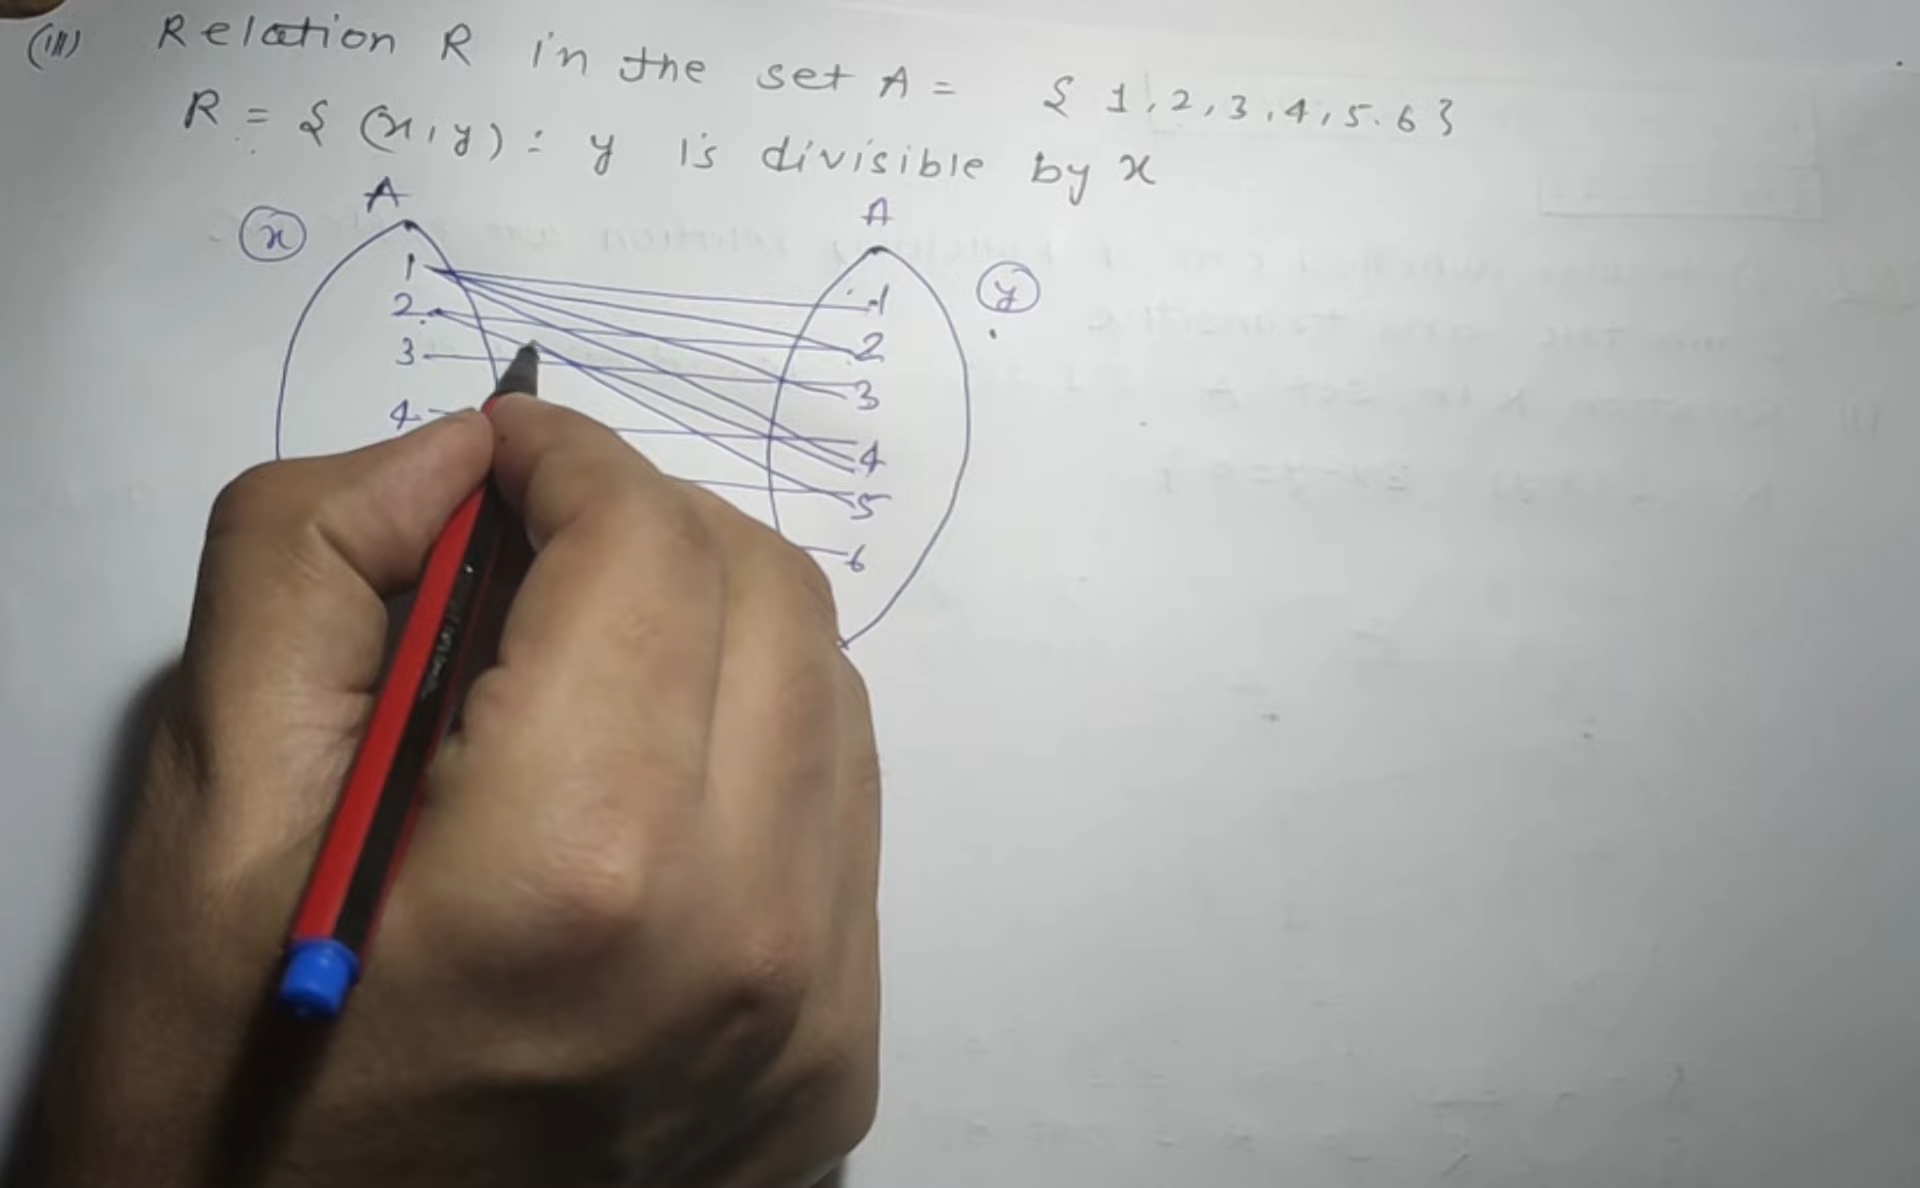 (iii) Relation R in the set A = { 1, 2, 3, 4, 5. 6 }
R = { (x, y) : y is divisible by x
A
A
x
y
1
2
3
4
1
2
3
4
5
6